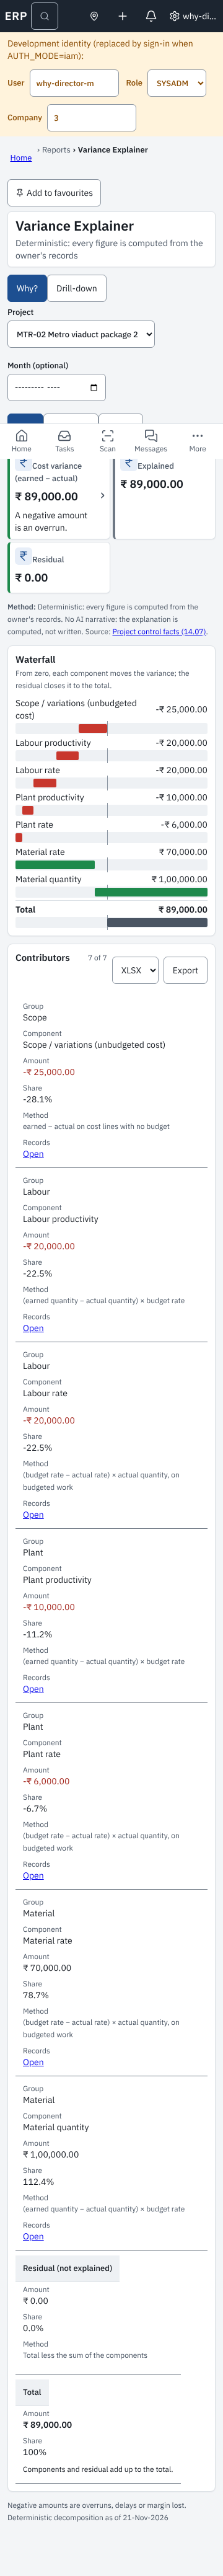 ERP
why-di...
Development identity (replaced by sign-in when
AUTH_MODE=iam):
User
why-director-m
Role
SYSADM
Company
3
Home
› Reports › Variance Explainer
Add to favourites
Variance Explainer
Deterministic: every figure is computed from the
owner's records
Why?
Drill-down
Project
MTR-02 Metro viaduct package 2
Month (optional)
--------- ----
Home
Tasks
Scan
Messages
More
₹
Cost variance
(earned − actual)
₹ 89,000.00
A negative amount
is an overrun.
₹
Explained
₹ 89,000.00
₹
Residual
₹ 0.00
Method: Deterministic: every figure is computed from the
owner's records. No AI narrative: the explanation is
computed, not written. Source: Project control facts (14.07).
Waterfall
From zero, each component moves the variance; the
residual closes it to the total.
Scope / variations (unbudgeted
cost)
-₹ 25,000.00
Labour productivity
-₹ 20,000.00
Labour rate
-₹ 20,000.00
Plant productivity
-₹ 10,000.00
Plant rate
-₹ 6,000.00
Material rate
₹ 70,000.00
Material quantity
₹ 1,00,000.00
Total
₹ 89,000.00
Contributors
7 of 7
XLSX
Export
Group
Scope
Component
Scope / variations (unbudgeted cost)
Amount
-₹ 25,000.00
Share
-28.1%
Method
earned − actual on cost lines with no budget
Records
Open
Group
Labour
Component
Labour productivity
Amount
-₹ 20,000.00
Share
-22.5%
Method
(earned quantity − actual quantity) × budget rate
Records
Open
Group
Labour
Component
Labour rate
Amount
-₹ 20,000.00
Share
-22.5%
Method
(budget rate − actual rate) × actual quantity, on
budgeted work
Records
Open
Group
Plant
Component
Plant productivity
Amount
-₹ 10,000.00
Share
-11.2%
Method
(earned quantity − actual quantity) × budget rate
Records
Open
Group
Plant
Component
Plant rate
Amount
-₹ 6,000.00
Share
-6.7%
Method
(budget rate − actual rate) × actual quantity, on
budgeted work
Records
Open
Group
Material
Component
Material rate
Amount
₹ 70,000.00
Share
78.7%
Method
(budget rate − actual rate) × actual quantity, on
budgeted work
Records
Open
Group
Material
Component
Material quantity
Amount
₹ 1,00,000.00
Share
112.4%
Method
(earned quantity − actual quantity) × budget rate
Records
Open
Residual (not explained)
Amount
₹ 0.00
Share
0.0%
Method
Total less the sum of the components
Total
Amount
₹ 89,000.00
Share
100%
Components and residual add up to the total.
Negative amounts are overruns, delays or margin lost.
Deterministic decomposition as of 21-Nov-2026